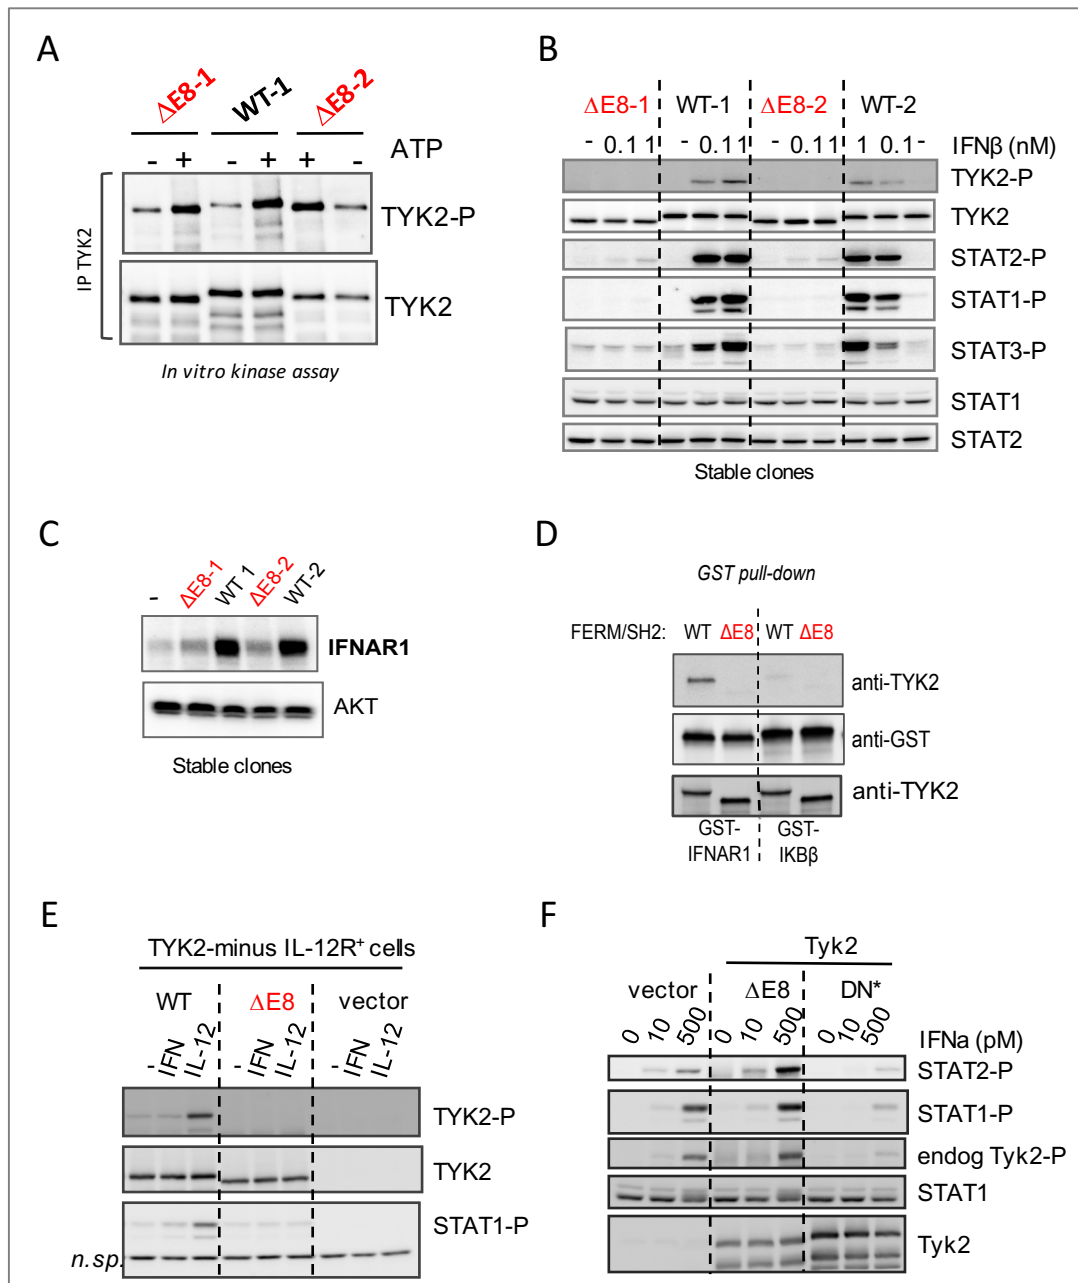 A
ΔE8-1 WT-1 ΔE8-2
- + - + + - ATP
IP TYK2
TYK2-P
TYK2
In vitro kinase assay
B
ΔE8-1 WT-1 ΔE8-2 WT-2
- 0.1 1 - 0.1 1 - 0.1 1 1 0.1 - IFNβ (nM)
TYK2-P
TYK2
STAT2-P
STAT1-P
STAT3-P
STAT1
STAT2
Stable clones
C
- ΔE8-1 WT 1 ΔE8-2 WT-2
IFNAR1
AKT
Stable clones
D
GST pull-down
FERM/SH2: WT ΔE8 WT ΔE8
anti-TYK2
anti-GST
anti-TYK2
GST- GST-
IFNAR1 IKBβ
E
TYK2-minus IL-12R+ cells
WT ΔE8 vector
- IFN IL-12 - IFN IL-12 - IFN IL-12
TYK2-P
TYK2
STAT1-P
n.sp.
F
Tyk2
vector ΔE8 DN*
0 10 500 0 10 500 0 10 500 IFNa (pM)
STAT2-P
STAT1-P
endog Tyk2-P
STAT1
Tyk2